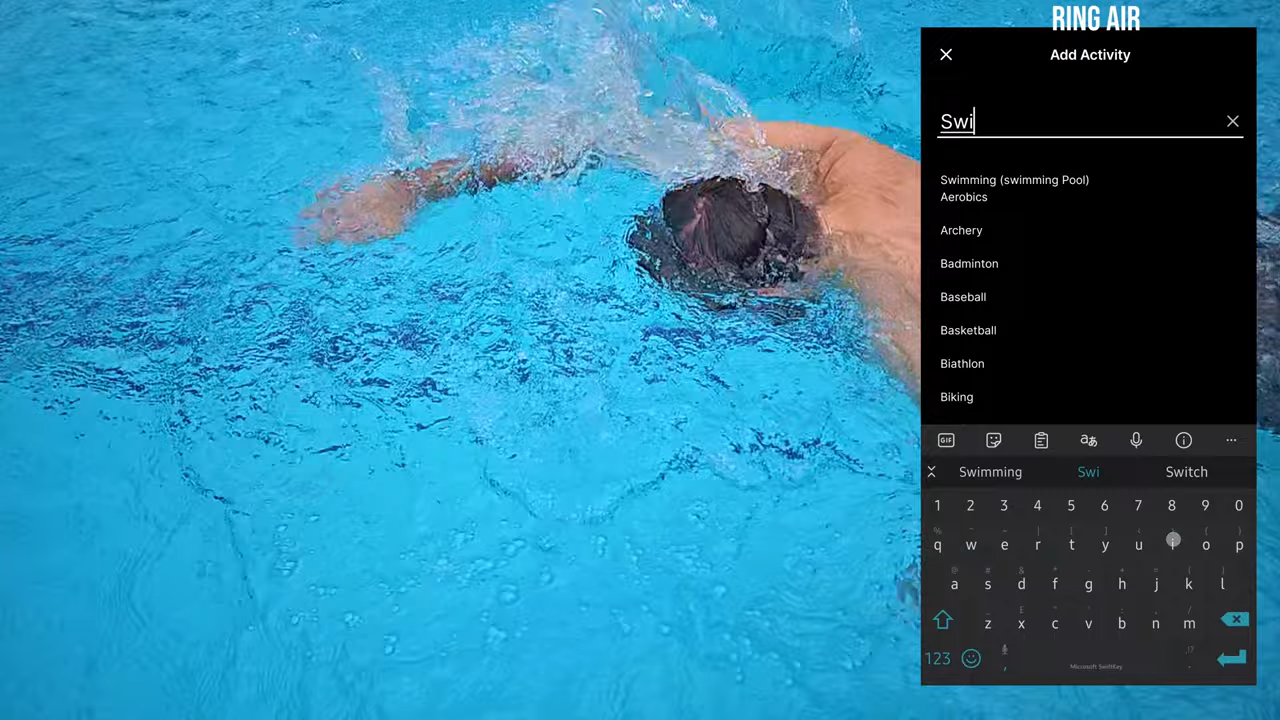 RING AIR
Add Activity
Swi
Swimming (swimming Pool)
Aerobics
Archery
Badminton
Baseball
Basketball
Biathlon
Biking
GIF
Swimming Swi Switch
1 2 3 4 5 6 7 8 9 0
q w e r t y u i o p
a s d f g h j k l
z x c v b n m
123
Microsoft SwiftKey